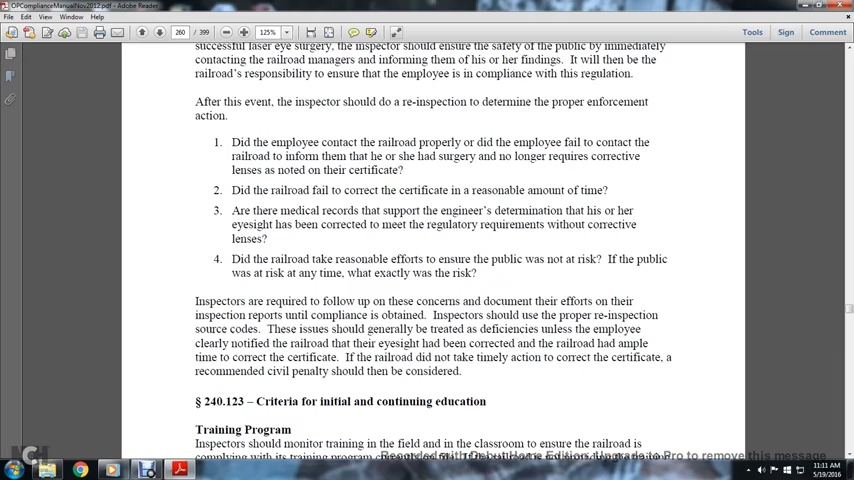 OPComplianceManualNov2012.pdf - Adobe Reader
File Edit View Window Help
260 / 399 125% Tools Sign Comment
successful laser eye surgery, the inspector should ensure the safety of the public by immediately
contacting the railroad managers and informing them of his or her findings. It will then be the
railroad's responsibility to ensure that the employee is in compliance with this regulation.
After this event, the inspector should do a re-inspection to determine the proper enforcement
action.
1. Did the employee contact the railroad properly or did the employee fail to contact the
railroad to inform them that he or she had surgery and no longer requires corrective
lenses as noted on their certificate?
2. Did the railroad fail to correct the certificate in a reasonable amount of time?
3. Are there medical records that support the engineer's determination that his or her
eyesight has been corrected to meet the regulatory requirements without corrective
lenses?
4. Did the railroad take reasonable efforts to ensure the public was not at risk? If the public
was at risk at any time, what exactly was the risk?
Inspectors are required to follow up on these concerns and document their efforts on their
inspection reports until compliance is obtained. Inspectors should use the proper re-inspection
source codes. These issues should generally be treated as deficiencies unless the employee
clearly notified the railroad that their eyesight had been corrected and the railroad had ample
time to correct the certificate. If the railroad did not take timely action to correct the certificate, a
recommended civil penalty should then be considered.
§ 240.123 – Criteria for initial and continuing education
Training Program
Inspectors should monitor training in the field and in the classroom to ensure the railroad is
complying with its training program
Recorded with Debut Home Edition. Upgrade to Pro to remove this message
NCH
11:11 AM
5/19/2016